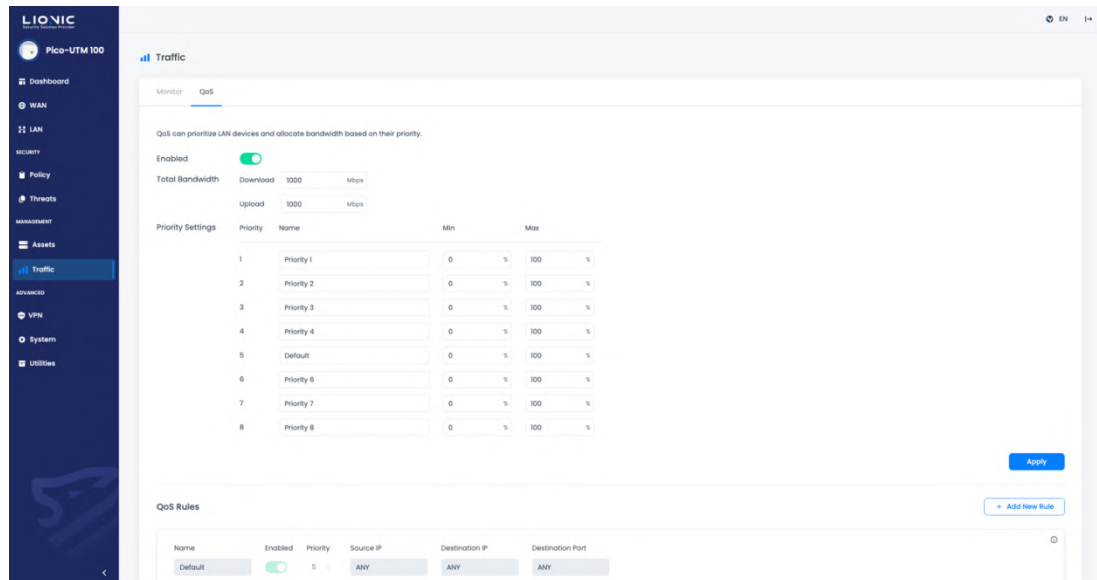 LIONIC
Security Solution Provider
EN
Pico-UTM 100
Traffic
Dashboard
Monitor QoS
WAN
LAN
QoS can prioritize LAN devices and allocate bandwidth based on their priority.
SECURITY
Enabled
Policy
Total Bandwidth Download 1000 Mbps
Threats
Upload 1000 Mbps
MANAGEMENT
Priority Settings Priority Name Min Max
Assets
1 Priority 1 0 % 100 %
Traffic
2 Priority 2 0 % 100 %
ADVANCED
3 Priority 3 0 % 100 %
VPN
4 Priority 4 0 % 100 %
System
5 Default 0 % 100 %
Utilities
6 Priority 6 0 % 100 %
7 Priority 7 0 % 100 %
8 Priority 8 0 % 100 %
Apply
QoS Rules + Add New Rule
Name Enabled Priority Source IP Destination IP Destination Port
Default 5 ANY ANY ANY